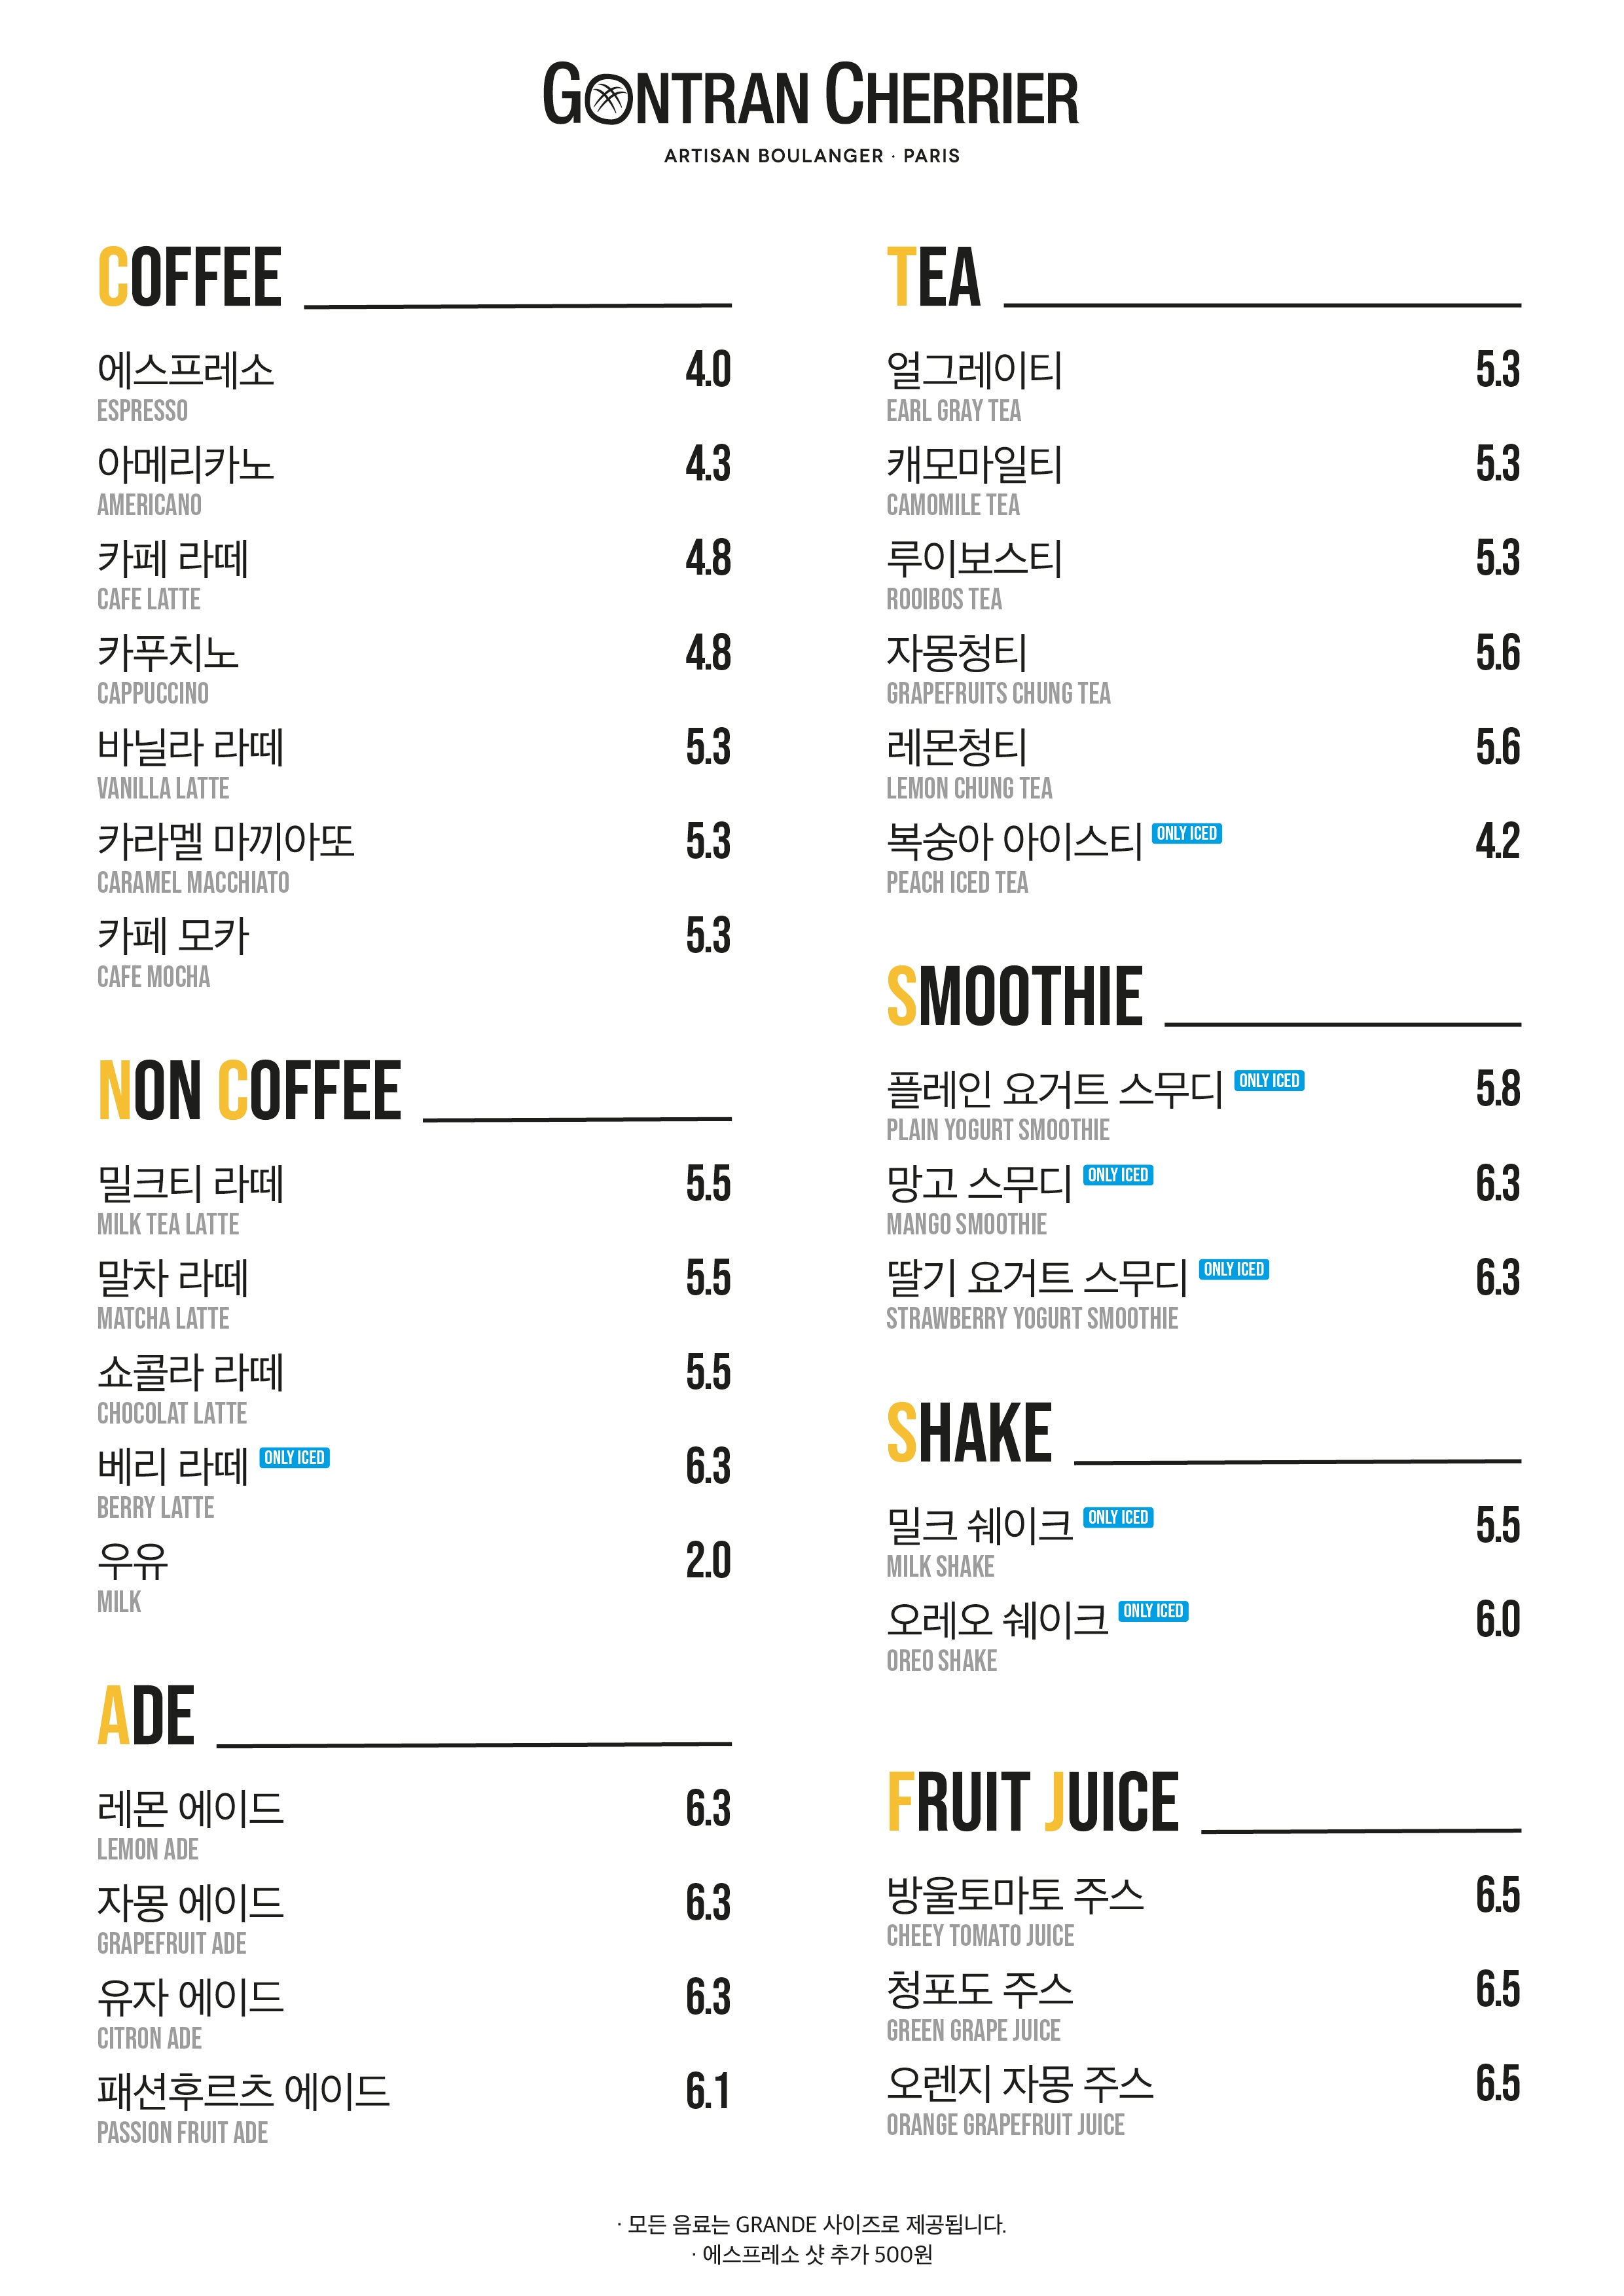 GONTRAN CHERRIER
ARTISAN BOULANGER · PARIS
COFFEE
에스프레소 4.0
ESPRESSO
아메리카노 4.3
AMERICANO
카페 라떼 4.8
CAFE LATTE
카푸치노 4.8
CAPPUCCINO
바닐라 라떼 5.3
VANILLA LATTE
카라멜 마끼아또 5.3
CARAMEL MACCHIATO
카페 모카 5.3
CAFE MOCHA
NON COFFEE
밀크티 라떼 5.5
MILK TEA LATTE
말차 라떼 5.5
MATCHA LATTE
쇼콜라 라떼 5.5
CHOCOLAT LATTE
베리 라떼 ONLY ICED 6.3
BERRY LATTE
우유 2.0
MILK
ADE
레몬 에이드 6.3
LEMON ADE
자몽 에이드 6.3
GRAPEFRUIT ADE
유자 에이드 6.3
CITRON ADE
패션후르츠 에이드 6.1
PASSION FRUIT ADE
TEA
얼그레이티 5.3
EARL GRAY TEA
캐모마일티 5.3
CAMOMILE TEA
루이보스티 5.3
ROOIBOS TEA
자몽청티 5.6
GRAPEFRUITS CHUNG TEA
레몬청티 5.6
LEMON CHUNG TEA
복숭아 아이스티 ONLY ICED 4.2
PEACH ICED TEA
SMOOTHIE
플레인 요거트 스무디 ONLY ICED 5.8
PLAIN YOGURT SMOOTHIE
망고 스무디 ONLY ICED 6.3
MANGO SMOOTHIE
딸기 요거트 스무디 ONLY ICED 6.3
STRAWBERRY YOGURT SMOOTHIE
SHAKE
밀크 쉐이크 ONLY ICED 5.5
MILK SHAKE
오레오 쉐이크 ONLY ICED 6.0
OREO SHAKE
FRUIT JUICE
방울토마토 주스 6.5
CHEEY TOMATO JUICE
청포도 주스 6.5
GREEN GRAPE JUICE
오렌지 자몽 주스 6.5
ORANGE GRAPEFRUIT JUICE
· 모든 음료는 GRANDE 사이즈로 제공됩니다.
· 에스프레소 샷 추가 500원